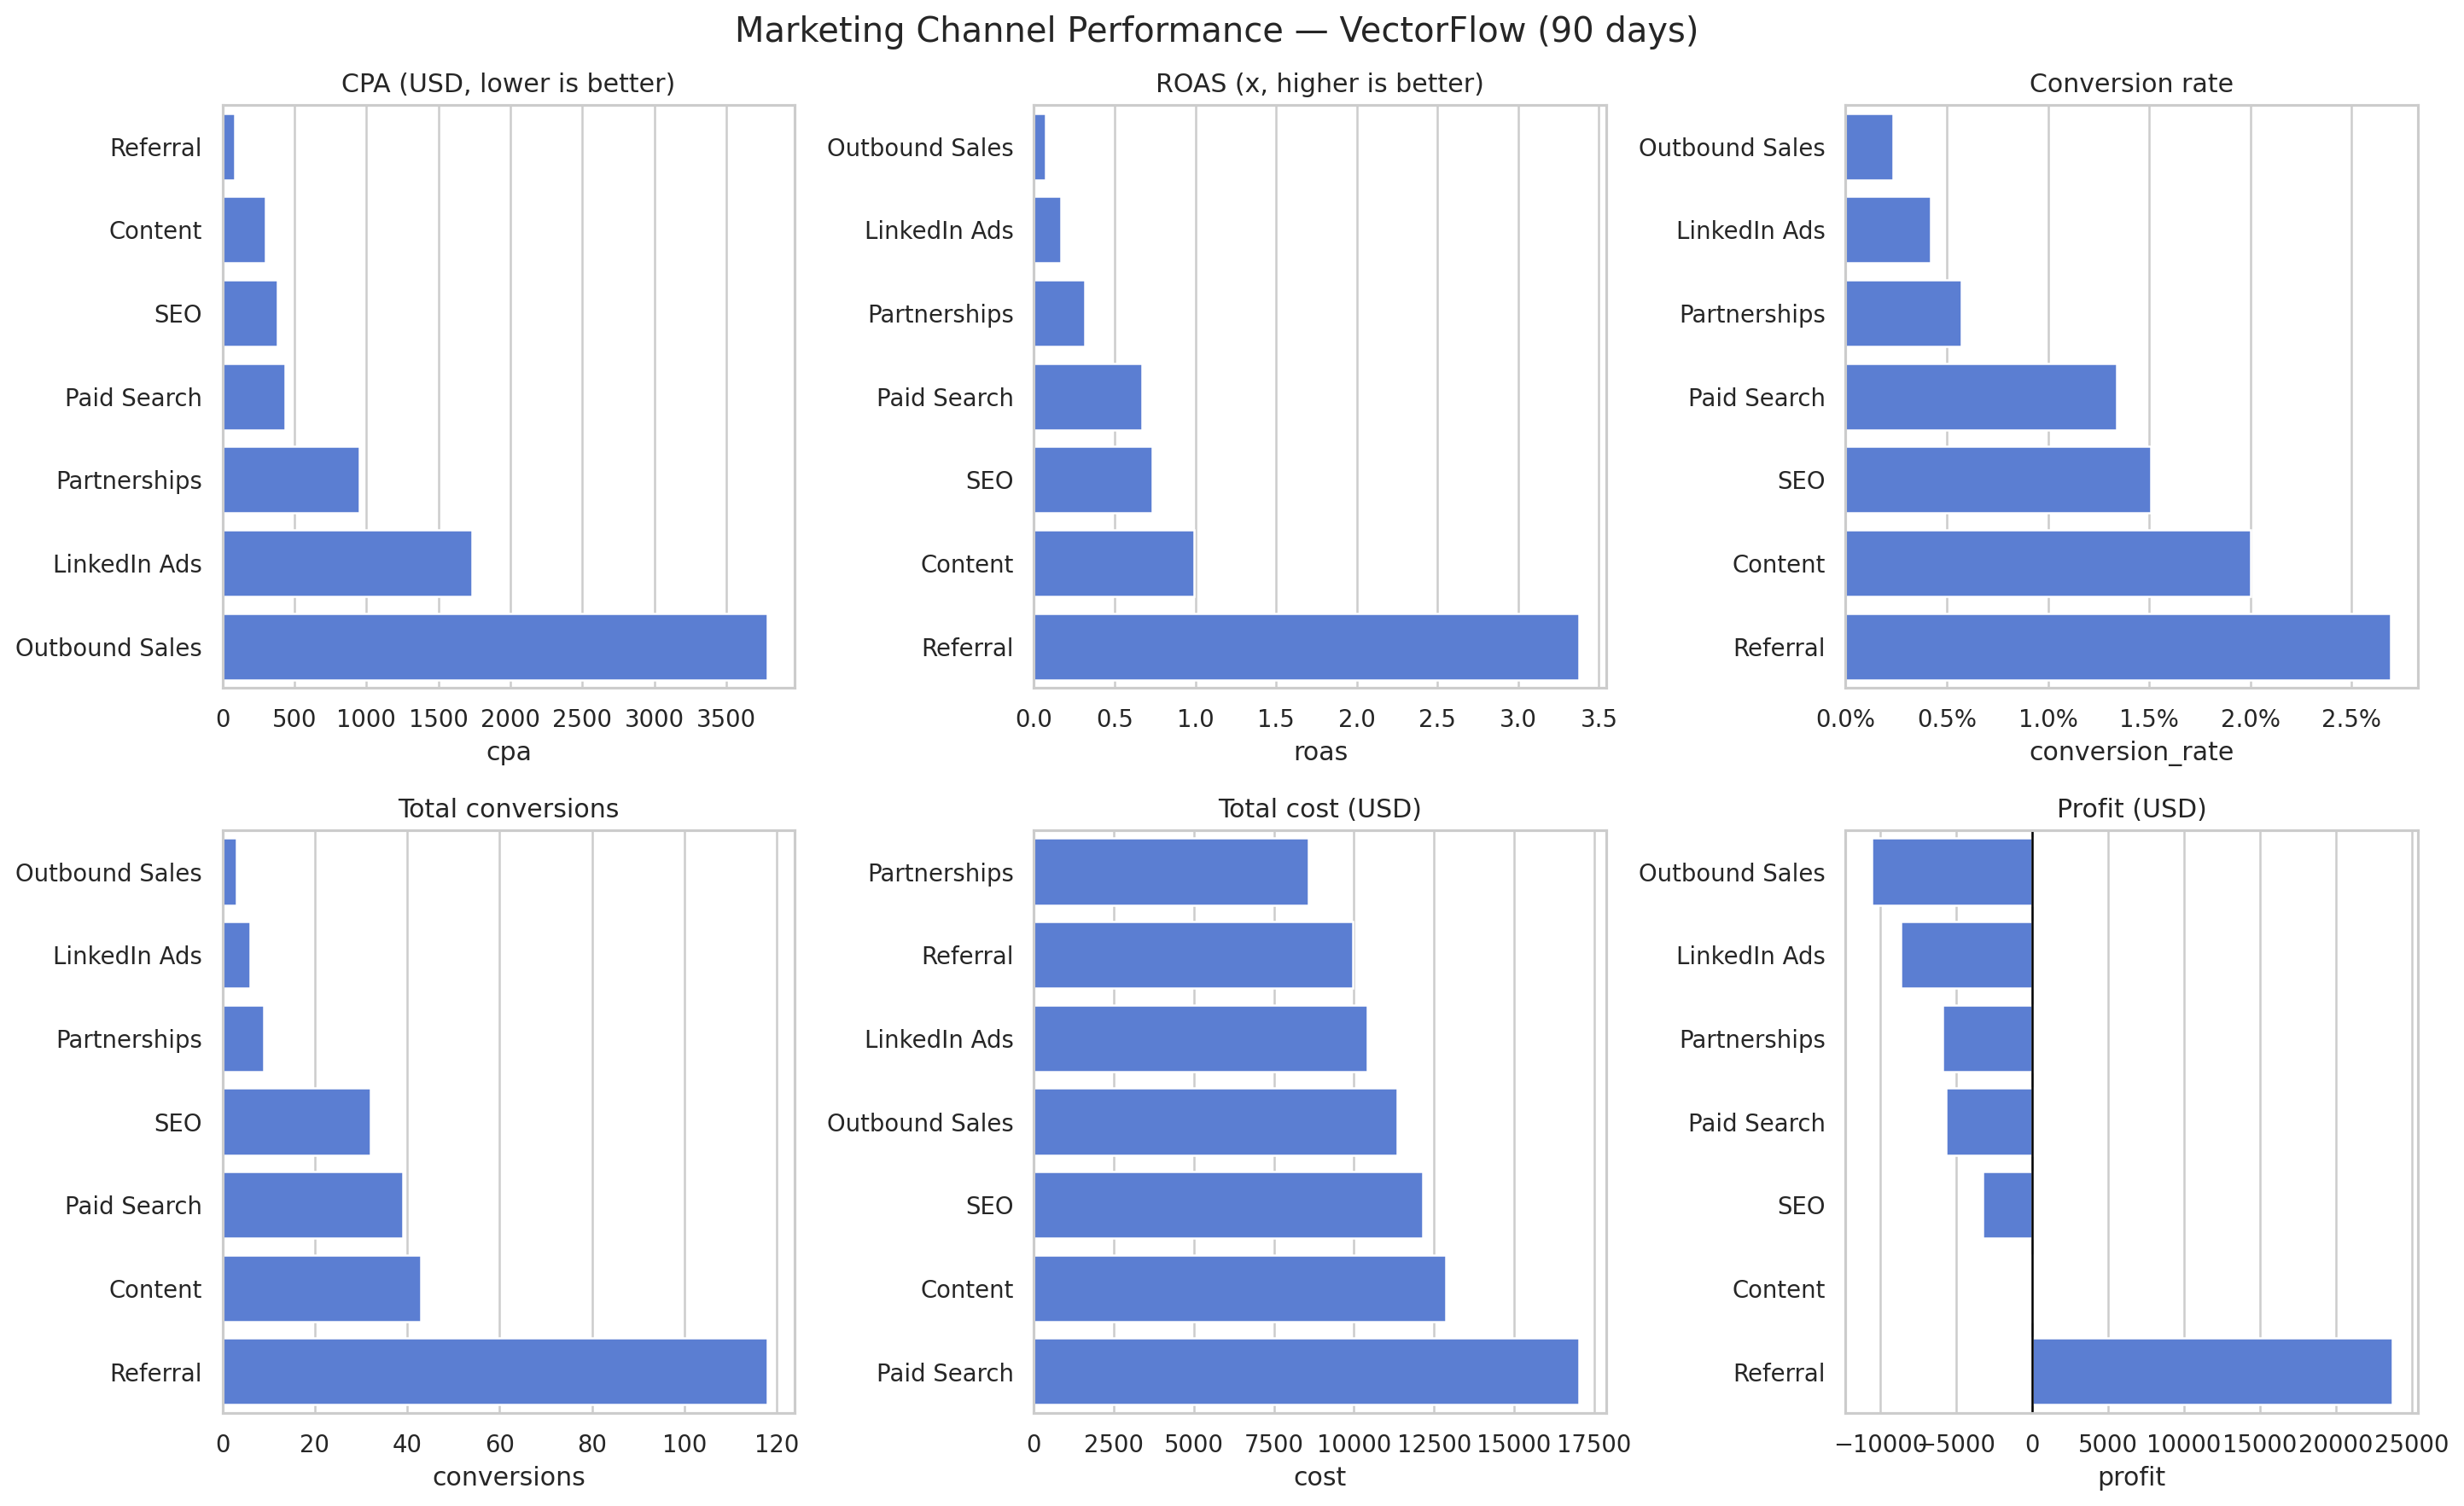 Marketing Channel Performance — VectorFlow (90 days)
CPA (USD, lower is better)
Referral
Content
SEO
Paid Search
Partnerships
LinkedIn Ads
Outbound Sales
0 500 1000 1500 2000 2500 3000 3500
cpa
ROAS (x, higher is better)
Outbound Sales
LinkedIn Ads
Partnerships
Paid Search
SEO
Content
Referral
0.0 0.5 1.0 1.5 2.0 2.5 3.0 3.5
roas
Conversion rate
Outbound Sales
LinkedIn Ads
Partnerships
Paid Search
SEO
Content
Referral
0.0% 0.5% 1.0% 1.5% 2.0% 2.5%
conversion_rate
Total conversions
Outbound Sales
LinkedIn Ads
Partnerships
SEO
Paid Search
Content
Referral
0 20 40 60 80 100 120
conversions
Total cost (USD)
Partnerships
Referral
LinkedIn Ads
Outbound Sales
SEO
Content
Paid Search
0 2500 5000 7500 10000 12500 15000 17500
cost
Profit (USD)
Outbound Sales
LinkedIn Ads
Partnerships
Paid Search
SEO
Content
Referral
−10000 −5000 0 5000 10000 15000 20000 25000
profit